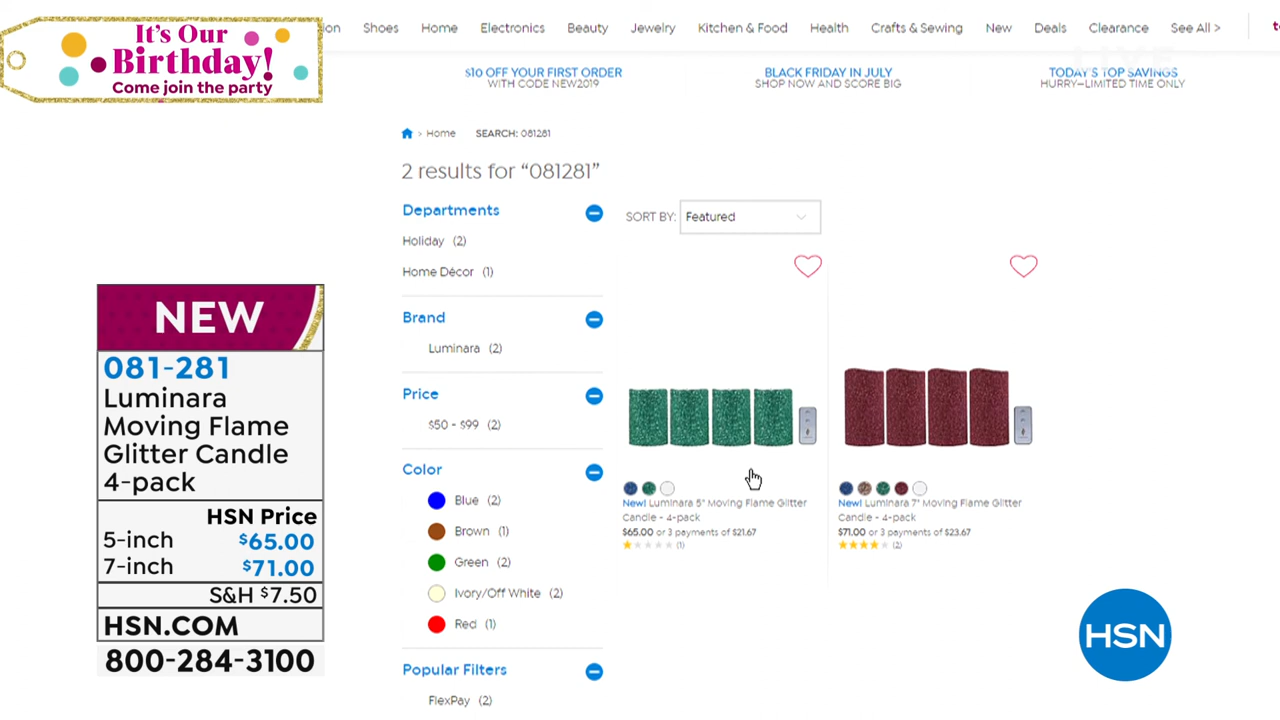 It's Our
Birthday!
Come join the party
Shoes
Home
Electronics
Beauty
Jewelry
Kitchen & Food
Health
Crafts & Sewing
New
Deals
Clearance
See All >
LIVE
$10 OFF YOUR FIRST ORDER
WITH CODE NEW2019
BLACK FRIDAY IN JULY
SHOP NOW AND SCORE BIG
TODAY'S TOP SAVINGS
HURRY—LIMITED TIME ONLY
> Home
SEARCH: 081281
2 results for “081281”
Departments
Holiday (2)
Home Décor (1)
Brand
Luminara (2)
Price
$50 - $99 (2)
Color
Blue (2)
Brown (1)
Green (2)
Ivory/Off White (2)
Red (1)
Popular Filters
FlexPay (2)
SORT BY: Featured
New! Luminara 5" Moving Flame Glitter
Candle - 4-pack
$65.00 or 3 payments of $21.67
(1)
New! Luminara 7" Moving Flame Glitter
Candle - 4-pack
$71.00 or 3 payments of $23.67
(2)
NEW
081-281
Luminara
Moving Flame
Glitter Candle
4-pack
HSN Price
5-inch $65.00
7-inch $71.00
S&H $7.50
HSN.COM
800-284-3100
HSN